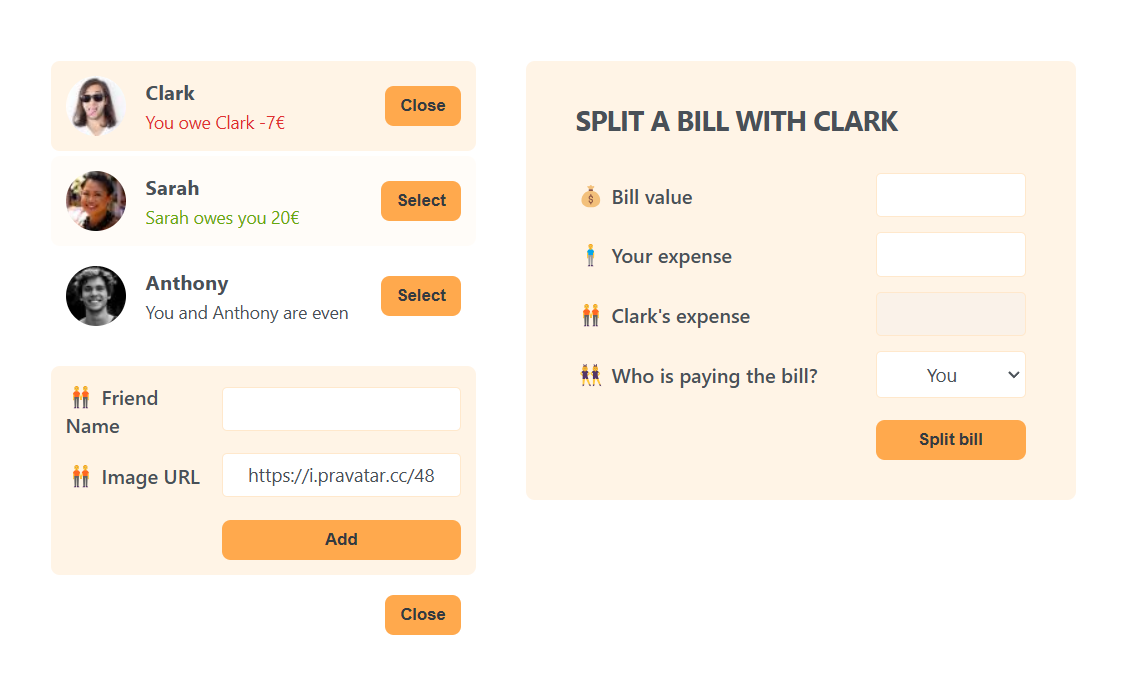 Clark
You owe Clark -7€
Close
Sarah
Sarah owes you 20€
Select
Anthony
You and Anthony are even
Select
Friend
Name
Image URL
https://i.pravatar.cc/48
Add
Close
SPLIT A BILL WITH CLARK
Bill value
Your expense
Clark's expense
Who is paying the bill?
You
Split bill